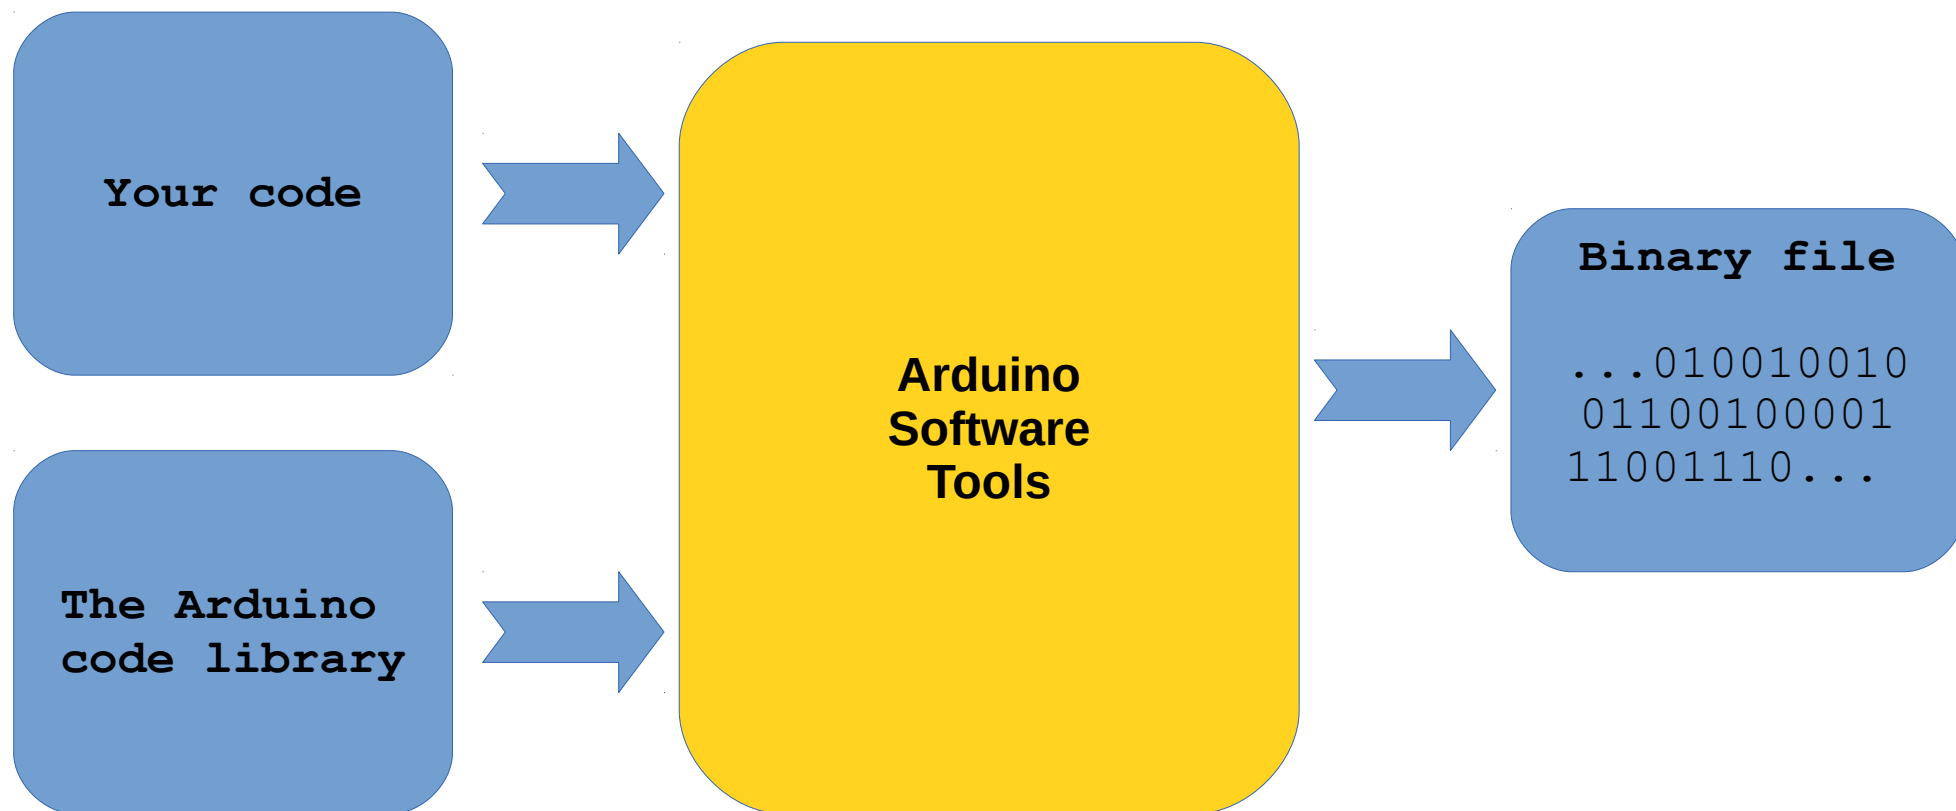 Your code
The Arduino
code library
Arduino
Software
Tools
Binary file
...010010010
01100100001
11001110...